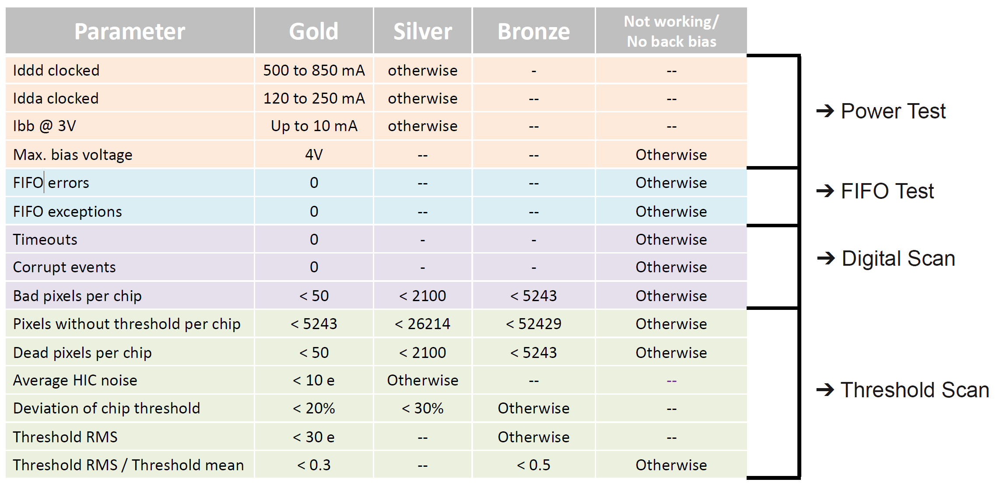 Parameter Gold Silver Bronze Not working/
No back bias
Iddd clocked 500 to 850 mA otherwise - --
Idda clocked 120 to 250 mA otherwise -- --
Ibb @ 3V Up to 10 mA otherwise -- --
Max. bias voltage 4V -- -- Otherwise
➔ Power Test
FIFO errors 0 -- -- Otherwise
FIFO exceptions 0 -- -- Otherwise
➔ FIFO Test
Timeouts 0 - - Otherwise
Corrupt events 0 - - Otherwise
Bad pixels per chip < 50 < 2100 < 5243 Otherwise
➔ Digital Scan
Pixels without threshold per chip < 5243 < 26214 < 52429 Otherwise
Dead pixels per chip < 50 < 2100 < 5243 Otherwise
Average HIC noise < 10 e Otherwise -- --
Deviation of chip threshold < 20% < 30% Otherwise --
Threshold RMS < 30 e -- Otherwise --
Threshold RMS / Threshold mean < 0.3 -- < 0.5 Otherwise
➔ Threshold Scan